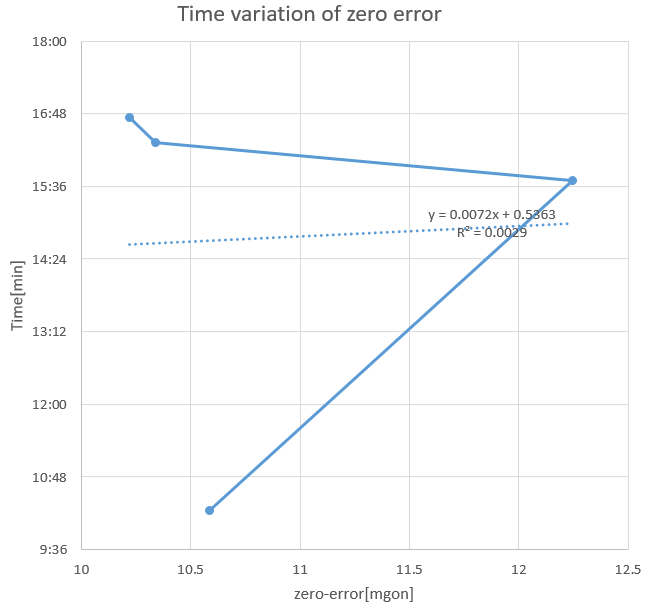 Time variation of zero error
18:00
16:48
15:36
14:24
13:12
12:00
10:48
9:36
Time[min]
y = 0.0072x + 0.5363
R² = 0.0029
10
10.5
11
11.5
12
12.5
zero-error[mgon]